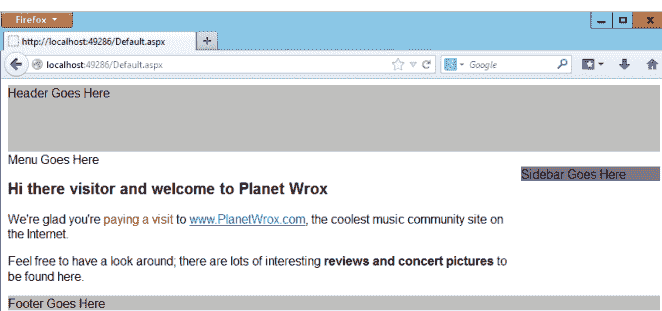 Firefox
http://localhost:49286/Default.aspx
localhost:49286/Default.aspx
Google
Header Goes Here
Menu Goes Here
Sidebar Goes Here
Hi there visitor and welcome to Planet Wrox
We're glad you're paying a visit to www.PlanetWrox.com, the coolest music community site on
the Internet.
Feel free to have a look around; there are lots of interesting reviews and concert pictures to
be found here.
Footer Goes Here